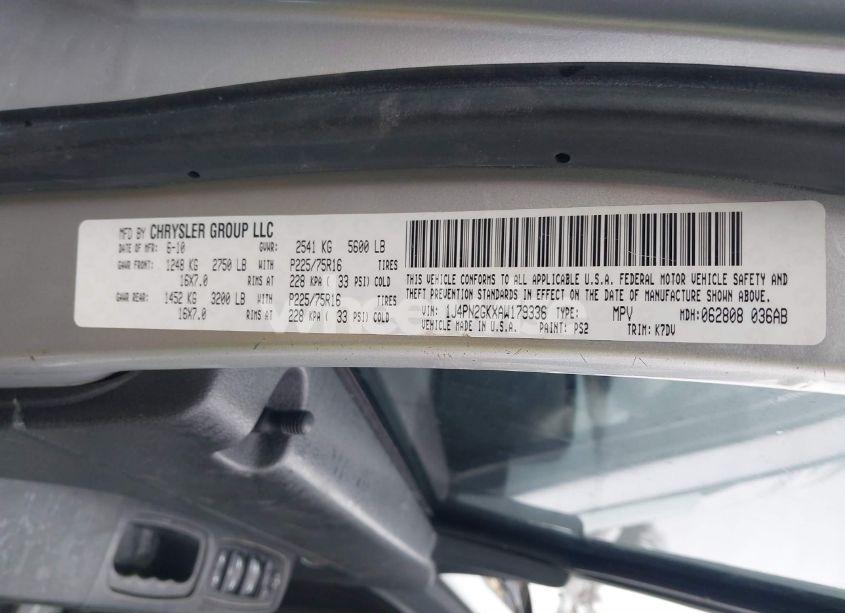 MFD BY CHRYSLER GROUP LLC
DATE OF MFR: 6-10 GVWR: 2541 KG 5600 LB
GAWR FRONT: 1248 KG 2750 LB WITH P225/75R16 TIRES
16X7.0 RIMS AT 228 KPA ( 33 PSI) COLD
GAWR REAR: 1452 KG 3200 LB WITH P225/75R16 TIRES
16X7.0 RIMS AT 228 KPA ( 33 PSI) COLD
THIS VEHICLE CONFORMS TO ALL APPLICABLE U.S.A. FEDERAL MOTOR VEHICLE SAFETY AND
THEFT PREVENTION STANDARDS IN EFFECT ON THE DATE OF MANUFACTURE SHOWN ABOVE.
VIN: 1J4PN2GKXAW179336 TYPE: MPV MDH: 062808 036AB
VEHICLE MADE IN U.S.A. PAINT: PS2 TRIM: K7DV